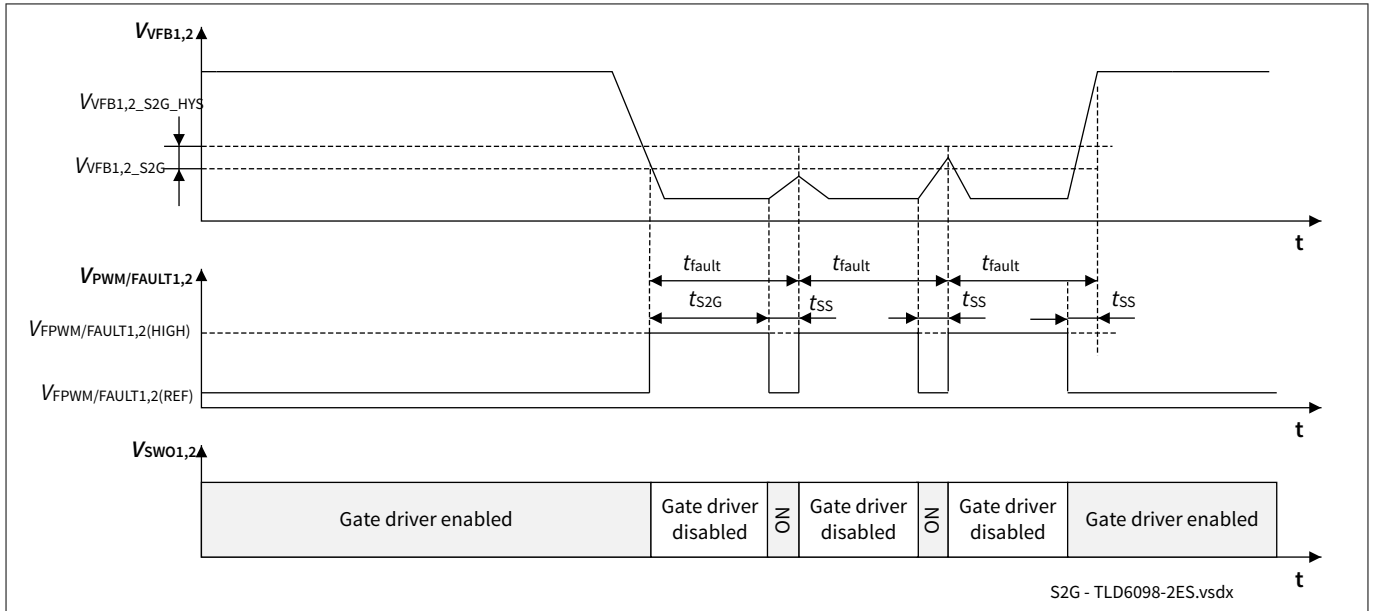 VVFB1,2
VVFB1,2_S2G_HYS
VVFB1,2_S2G
t
VPWM/FAULT1,2
tfault tfault tfault
tS2G tSS tSS tSS
VFPWM/FAULT1,2(HIGH)
VFPWM/FAULT1,2(REF)
t
VSWO1,2
Gate driver enabled
Gate driver disabled
ON
Gate driver disabled
ON
Gate driver disabled
Gate driver enabled
t
S2G - TLD6098-2ES.vsdx